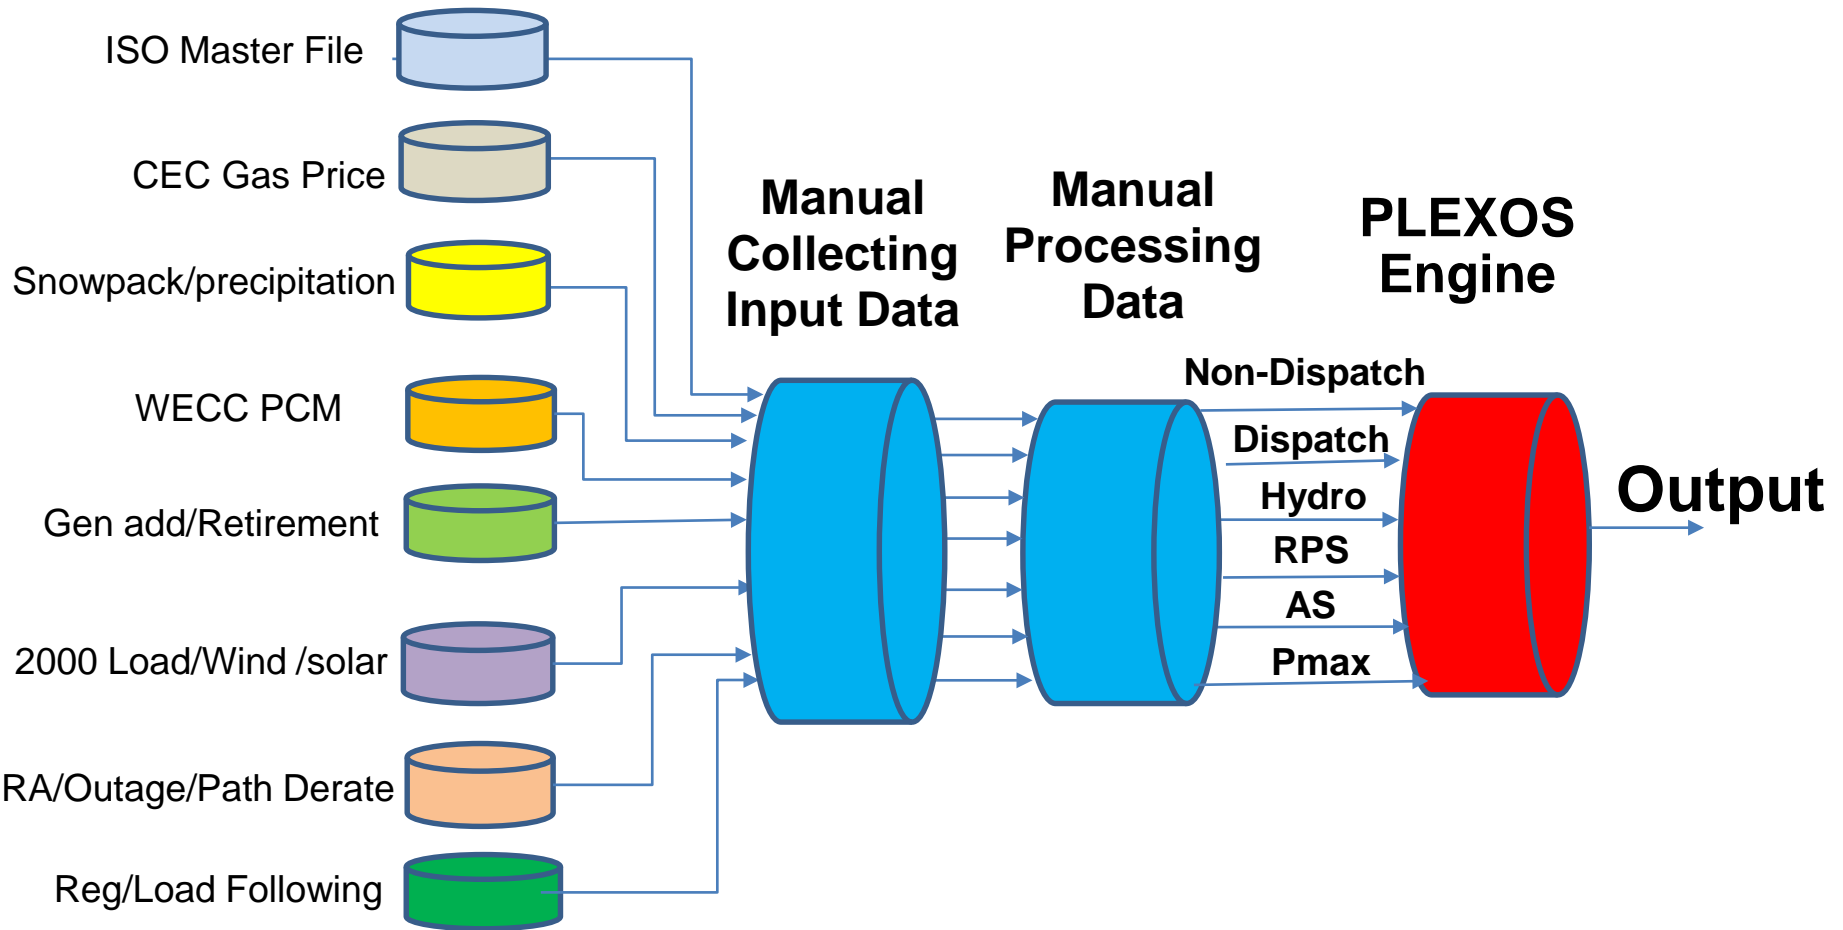 ISO Master File
CEC Gas Price
Snowpack/precipitation
WECC PCM
Gen add/Retirement
2000 Load/Wind /solar
RA/Outage/Path Derate
Reg/Load Following
Manual
Collecting
Input Data
Manual
Processing
Data
Non-Dispatch
Dispatch
Hydro
RPS
AS
Pmax
PLEXOS
Engine
Output